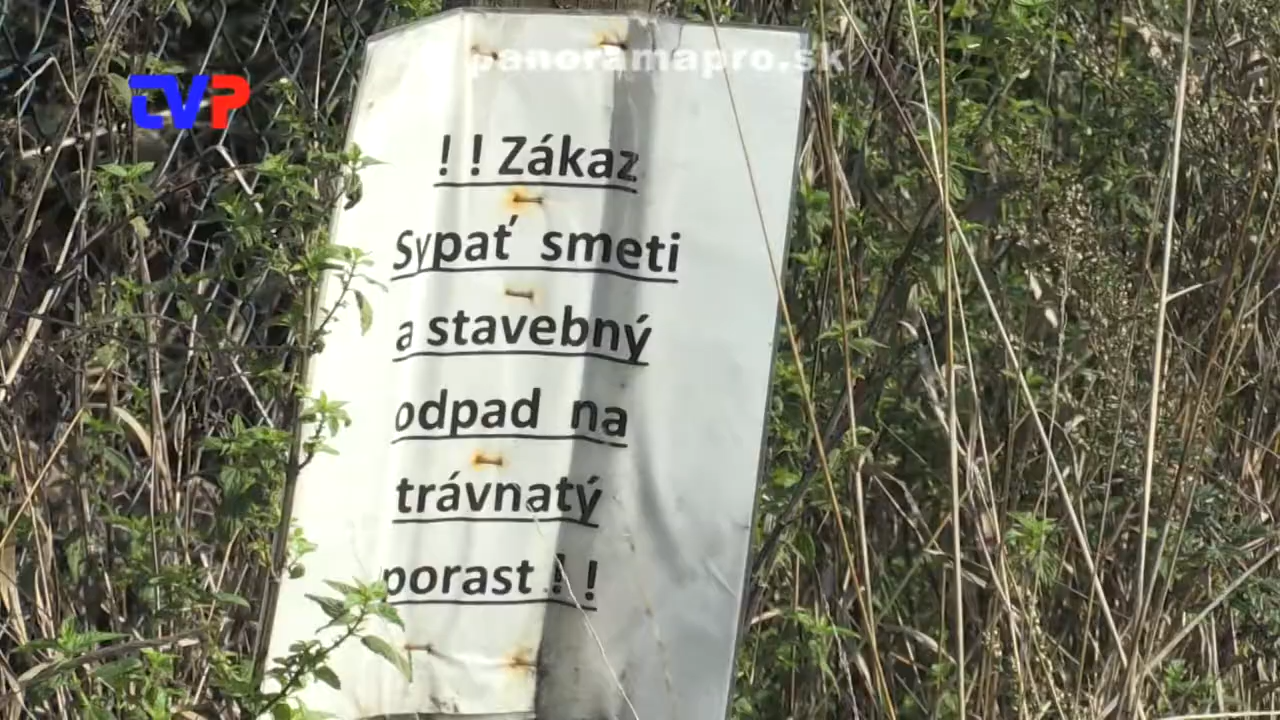 panoramapro.sk
TVP
! ! Zákaz
Sypať smeti
a stavebný
odpad na
trávnatý
porast ! !